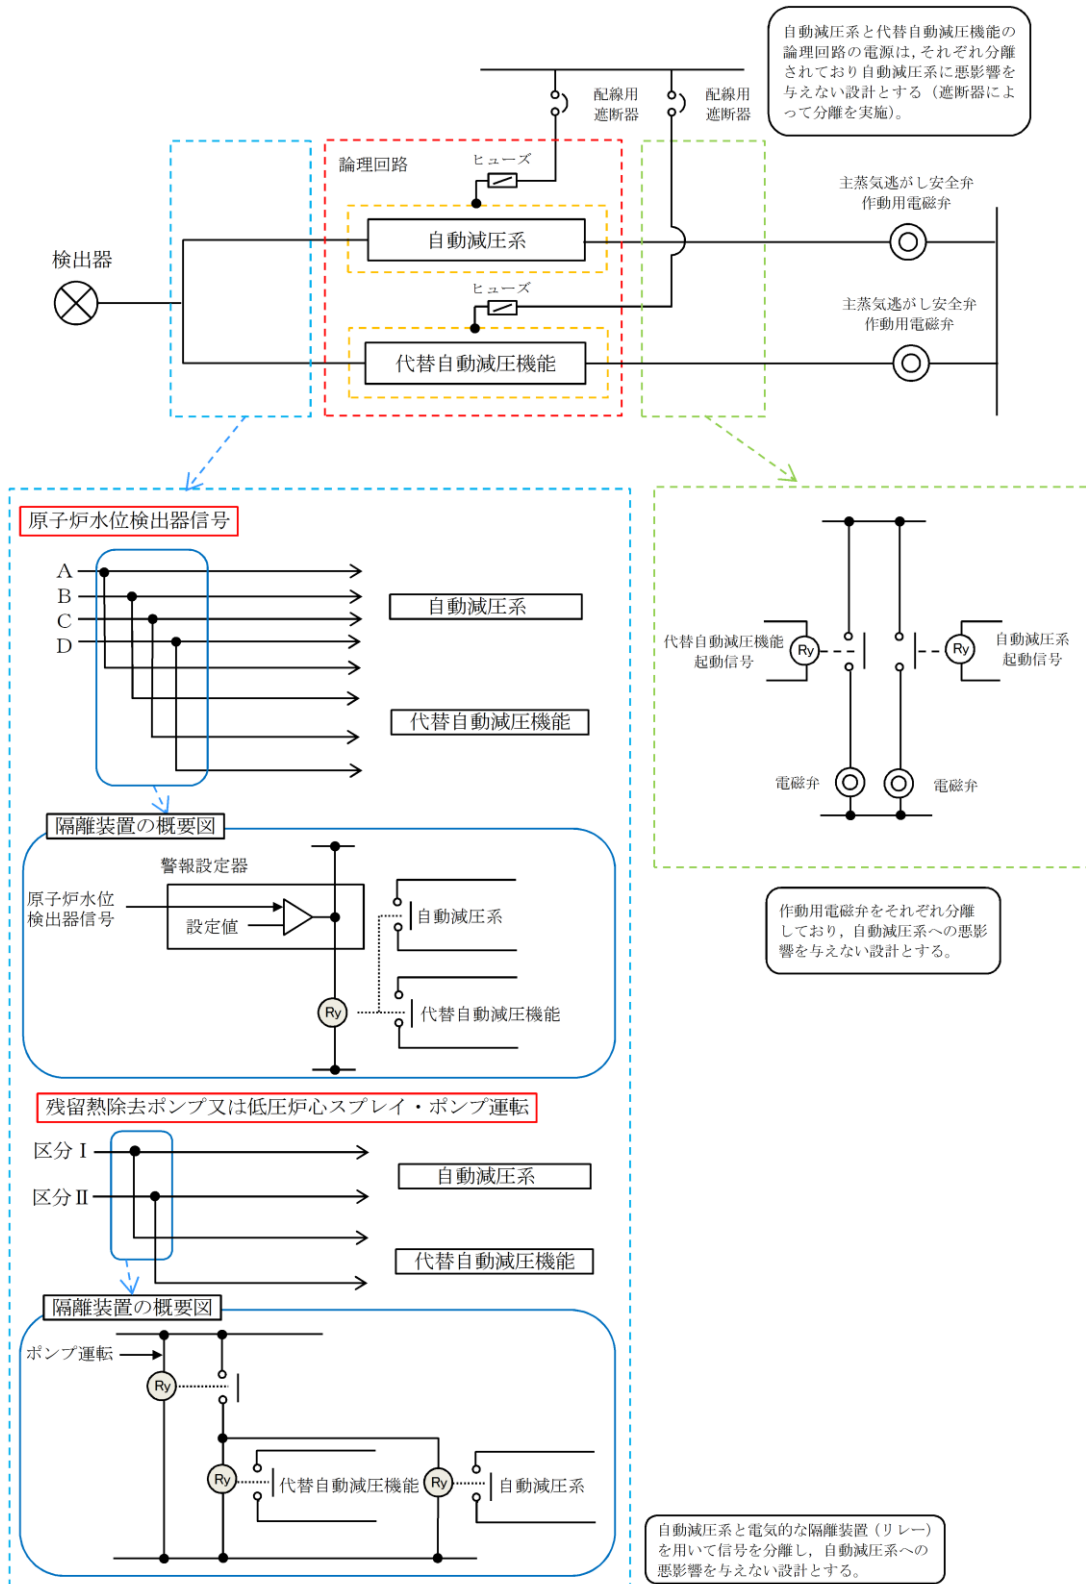 自動減圧系と代替自動減圧機能の
論理回路の電源は，それぞれ分離
されており自動減圧系に悪影響を
与えない設計とする（遮断器によ
って分離を実施）。
配線用
遮断器
配線用
遮断器
論理回路
ヒューズ
自動減圧系
主蒸気逃がし安全弁
作動用電磁弁
検出器
ヒューズ
代替自動減圧機能
主蒸気逃がし安全弁
作動用電磁弁
原子炉水位検出器信号
A
B
C
D
自動減圧系
代替自動減圧機能
隔離装置の概要図
警報設定器
原子炉水位
検出器信号
設定値
自動減圧系
Ry
代替自動減圧機能
代替自動減圧機能
起動信号
Ry
Ry
自動減圧系
起動信号
電磁弁
電磁弁
作動用電磁弁をそれぞれ分離
しており，自動減圧系への悪影
響を与えない設計とする。
残留熱除去ポンプ又は低圧炉心スプレイ・ポンプ運転
区分Ⅰ
区分Ⅱ
自動減圧系
代替自動減圧機能
隔離装置の概要図
ポンプ運転
Ry
Ry
代替自動減圧機能
Ry
自動減圧系
自動減圧系と電気的な隔離装置（リレー）
を用いて信号を分離し，自動減圧系への
悪影響を与えない設計とする。